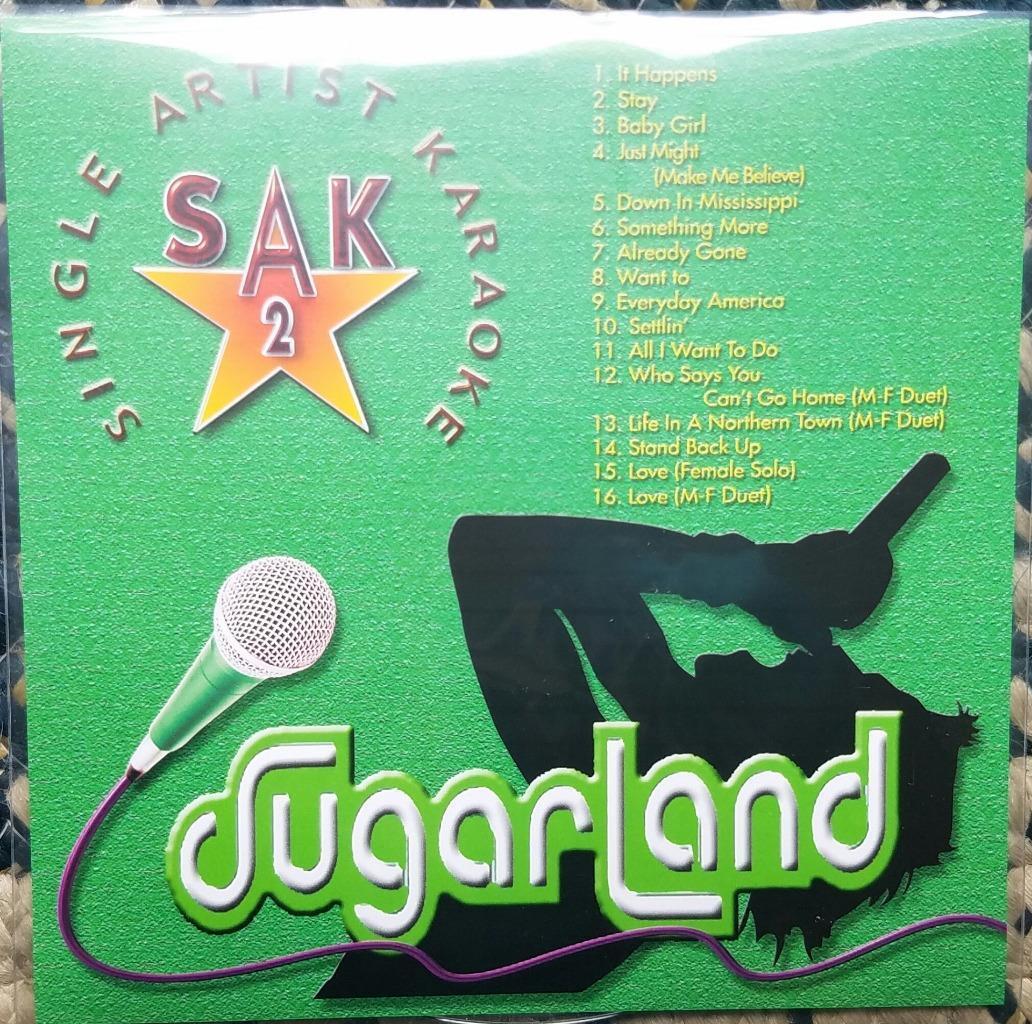 SINGLE ARTIST KARAOKE
SAK
2
1. It Happens
2. Stay
3. Baby Girl
4. Just Might
(Make Me Believe)
5. Down In Mississippi
6. Something More
7. Already Gone
8. Want to
9. Everyday America
10. Settlin'
11. All I Want To Do
12. Who Says You
Can't Go Home (M-F Duet)
13. Life In A Northern Town (M-F Duet)
14. Stand Back Up
15. Love (Female Solo)
16. Love (M-F Duet)
Sugarland